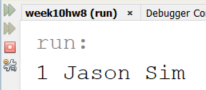 week10hw8 (run) × Debugger Co
run:
1 Jason Sim